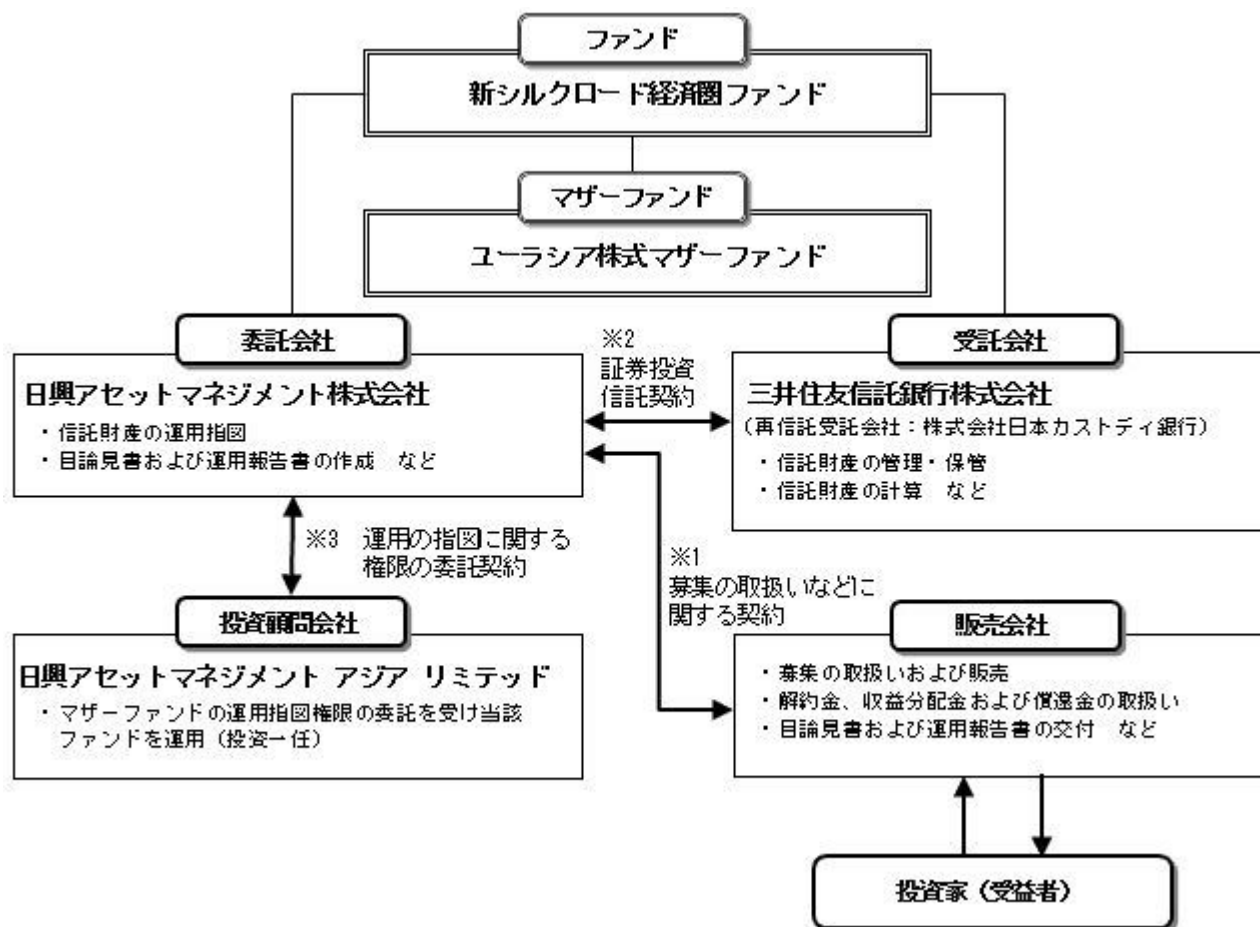 ファンド
新シルクロード経済圏ファンド
マザーファンド
ユーラシア株式マザーファンド
委託会社
日興アセットマネジメント株式会社
・信託財産の運用指図
・目論見書および運用報告書の作成 など
※2
証券投資
信託契約
受託会社
三井住友信託銀行株式会社
(再信託受託会社:株式会社日本カストディ銀行)
・信託財産の管理・保管
・信託財産の計算 など
※3 運用の指図に関する
権限の委託契約
※1
募集の取扱いなどに
関する契約
投資顧問会社
日興アセットマネジメント アジア リミテッド
・マザーファンドの運用指図権限の委託を受け当該
ファンドを運用(投資一任)
販売会社
・募集の取扱いおよび販売
・解約金、収益分配金および償還金の取扱い
・目論見書および運用報告書の交付 など
投資家(受益者)